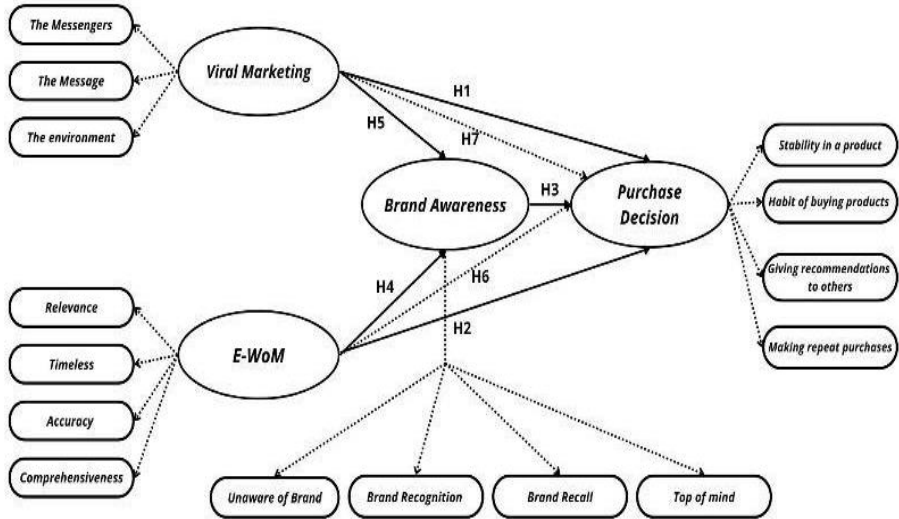 The Messengers
Viral Marketing
The Message
The environment
H1
H5
H7
Brand Awareness
H3
Purchase
Decision
Stability in a product
Habit of buying products
Giving recommendations
to others
Making repeat purchases
H4
H6
H2
Relevance
Timeless
E-WoM
Accuracy
Comprehensiveness
Unaware of Brand
Brand Recognition
Brand Recall
Top of mind